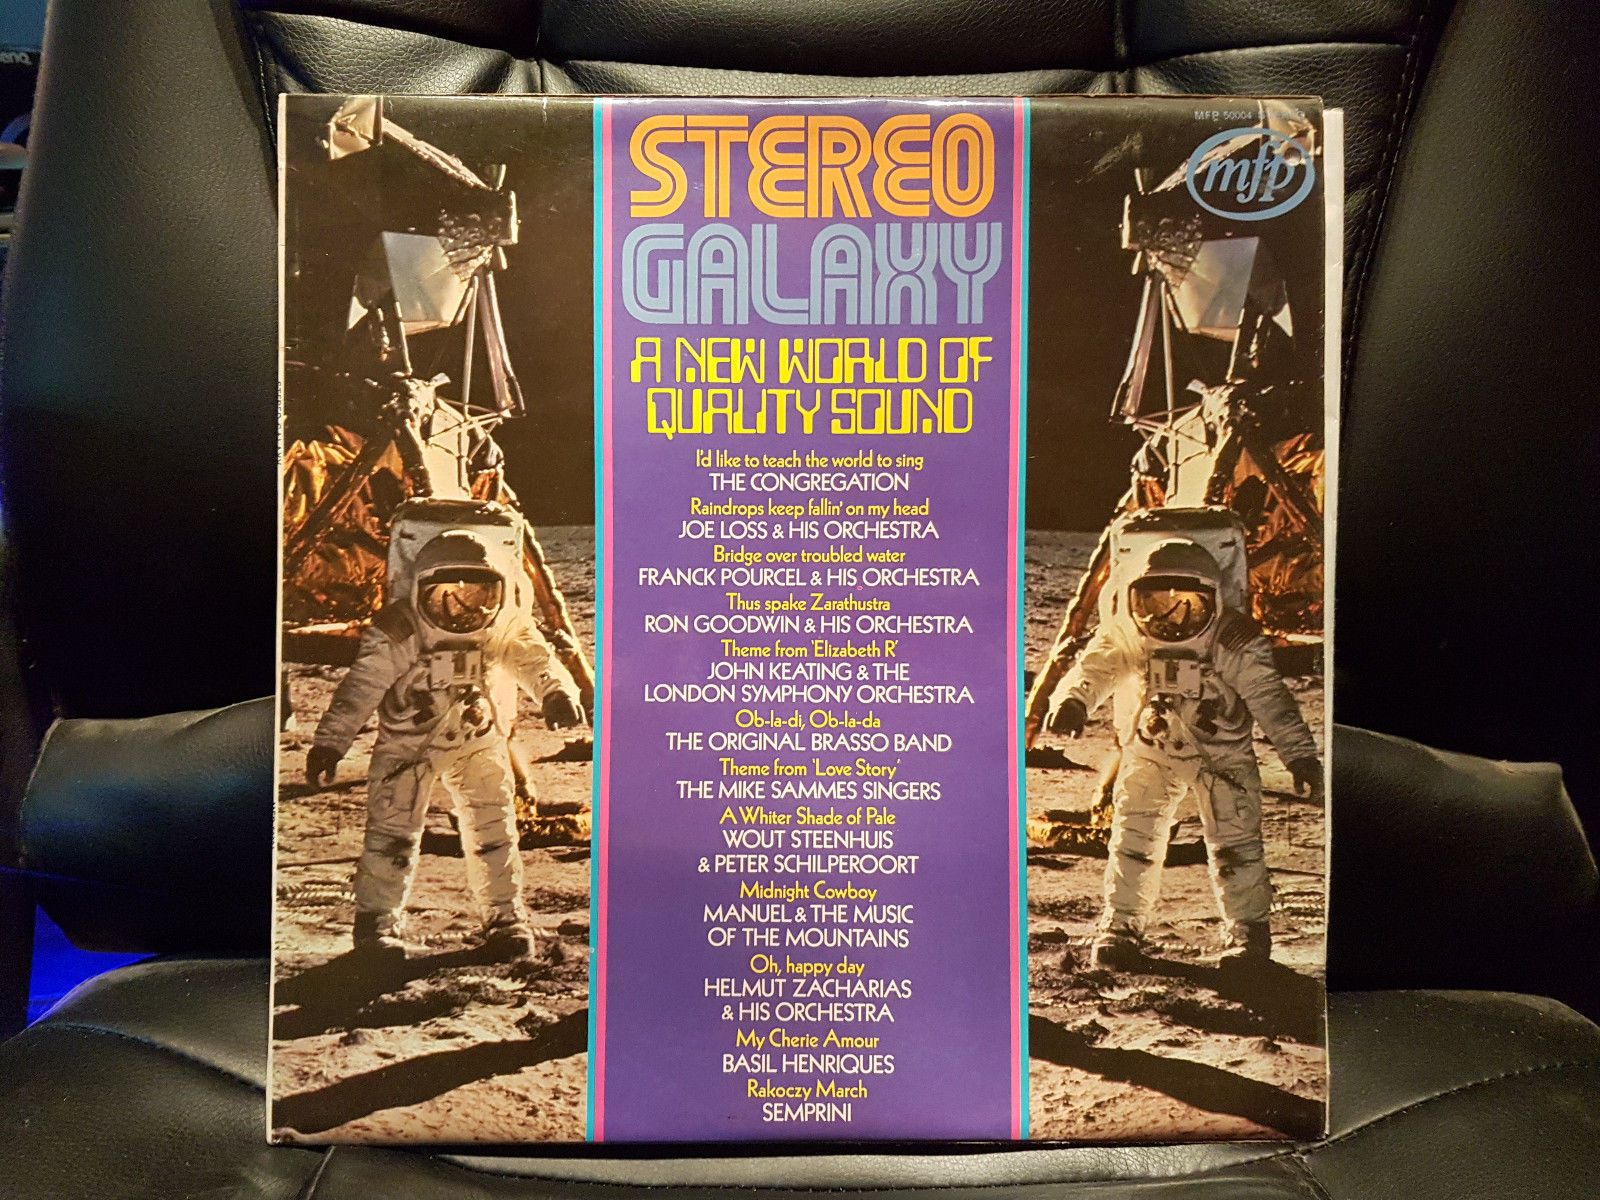 MFP 50004
mfp
STEREO
GALAXY
A NEW WORLD OF
QUALITY SOUND
I'd like to teach the world to sing
THE CONGREGATION
Raindrops keep fallin' on my head
JOE LOSS & HIS ORCHESTRA
Bridge over troubled water
FRANCK POURCEL & HIS ORCHESTRA
Thus spake Zarathustra
RON GOODWIN & HIS ORCHESTRA
Theme from 'Elizabeth R'
JOHN KEATING & THE
LONDON SYMPHONY ORCHESTRA
Ob-la-di, Ob-la-da
THE ORIGINAL BRASSO BAND
Theme from 'Love Story'
THE MIKE SAMMES SINGERS
A Whiter Shade of Pale
WOUT STEENHUIS
& PETER SCHILPEROORT
Midnight Cowboy
MANUEL & THE MUSIC
OF THE MOUNTAINS
Oh, happy day
HELMUT ZACHARIAS
& HIS ORCHESTRA
My Cherie Amour
BASIL HENRIQUES
Rakoczy March
SEMPRINI